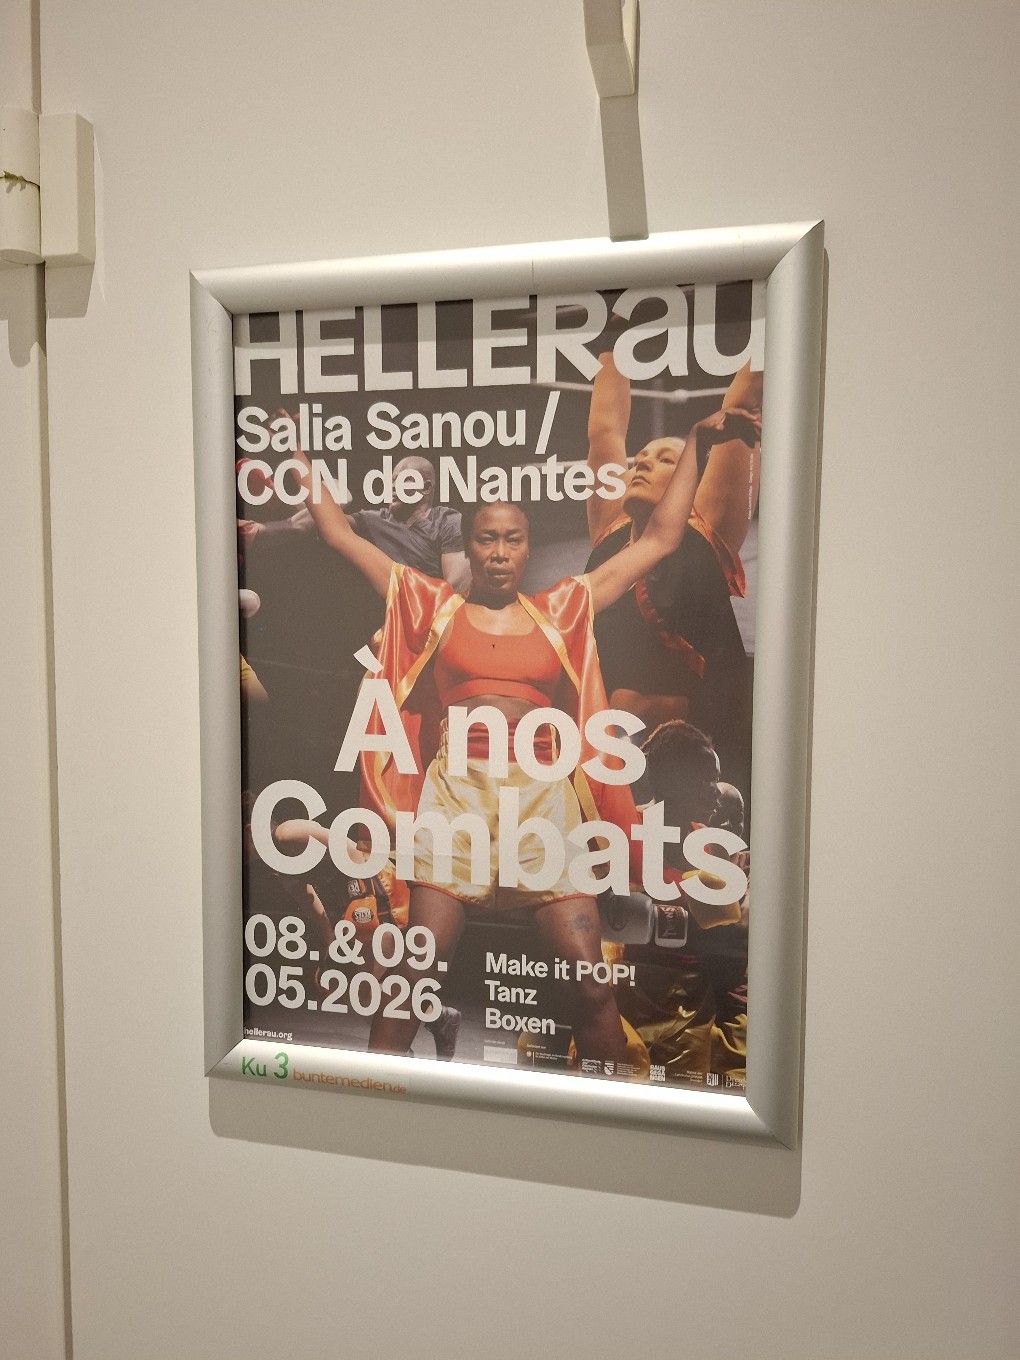 HELLERau
Salia Sanou /
CCN de Nantes
À nos
Combats
08. & 09.
05.2026
Make it POP!
Tanz
Boxen
hellerau.org
Ku 3 buntemedien.de